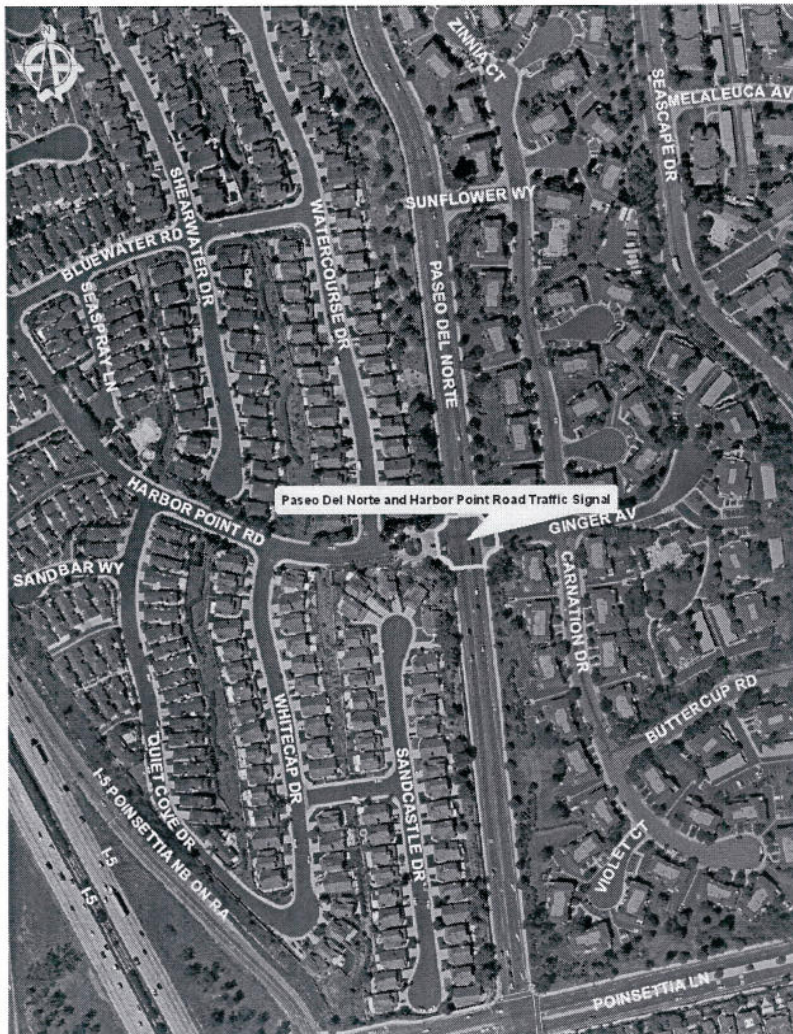 N
ZINNIA CT
SEASCAPE DR
MELALEUCA AV
SHEARWATER DR
WATERCOURSE DR
SUNFLOWER WY
BLUEWATER RD
SEASPRAY LN
PASEO DEL NORTE
HARBOR POINT RD
Paseo Del Norte and Harbor Point Road Traffic Signal
GINGER AV
SANDBAR WY
CARNATION DR
WHITECAP DR
BUTTERCUP RD
QUIET COVE DR
SANDCASTLE DR
I-5 POINSETTIA NB ON RA
I-5
I-5
VIOLET CT
POINSETTIA LN